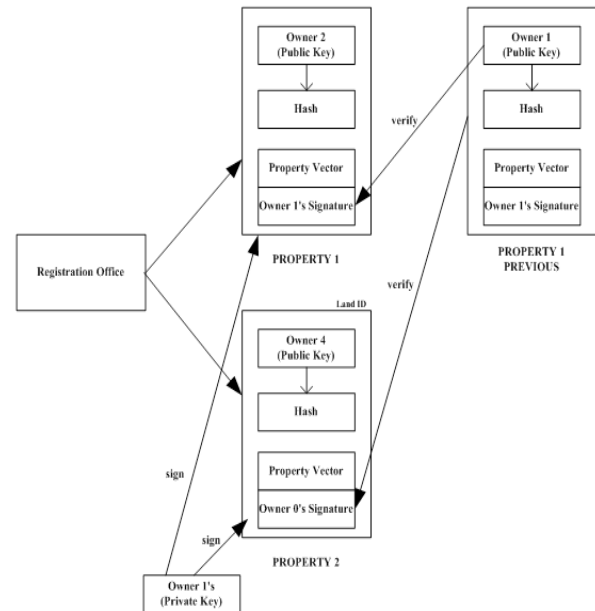 Owner 2
(Public Key)
Hash
Property Vector
Owner 1's Signature
PROPERTY 1
Owner 1
(Public Key)
Hash
Property Vector
Owner 1's Signature
PROPERTY 1
PREVIOUS
verify
verify
Registration Office
Land ID
Owner 4
(Public Key)
Hash
Property Vector
Owner 0's Signature
PROPERTY 2
sign
sign
Owner 1's
(Private Key)